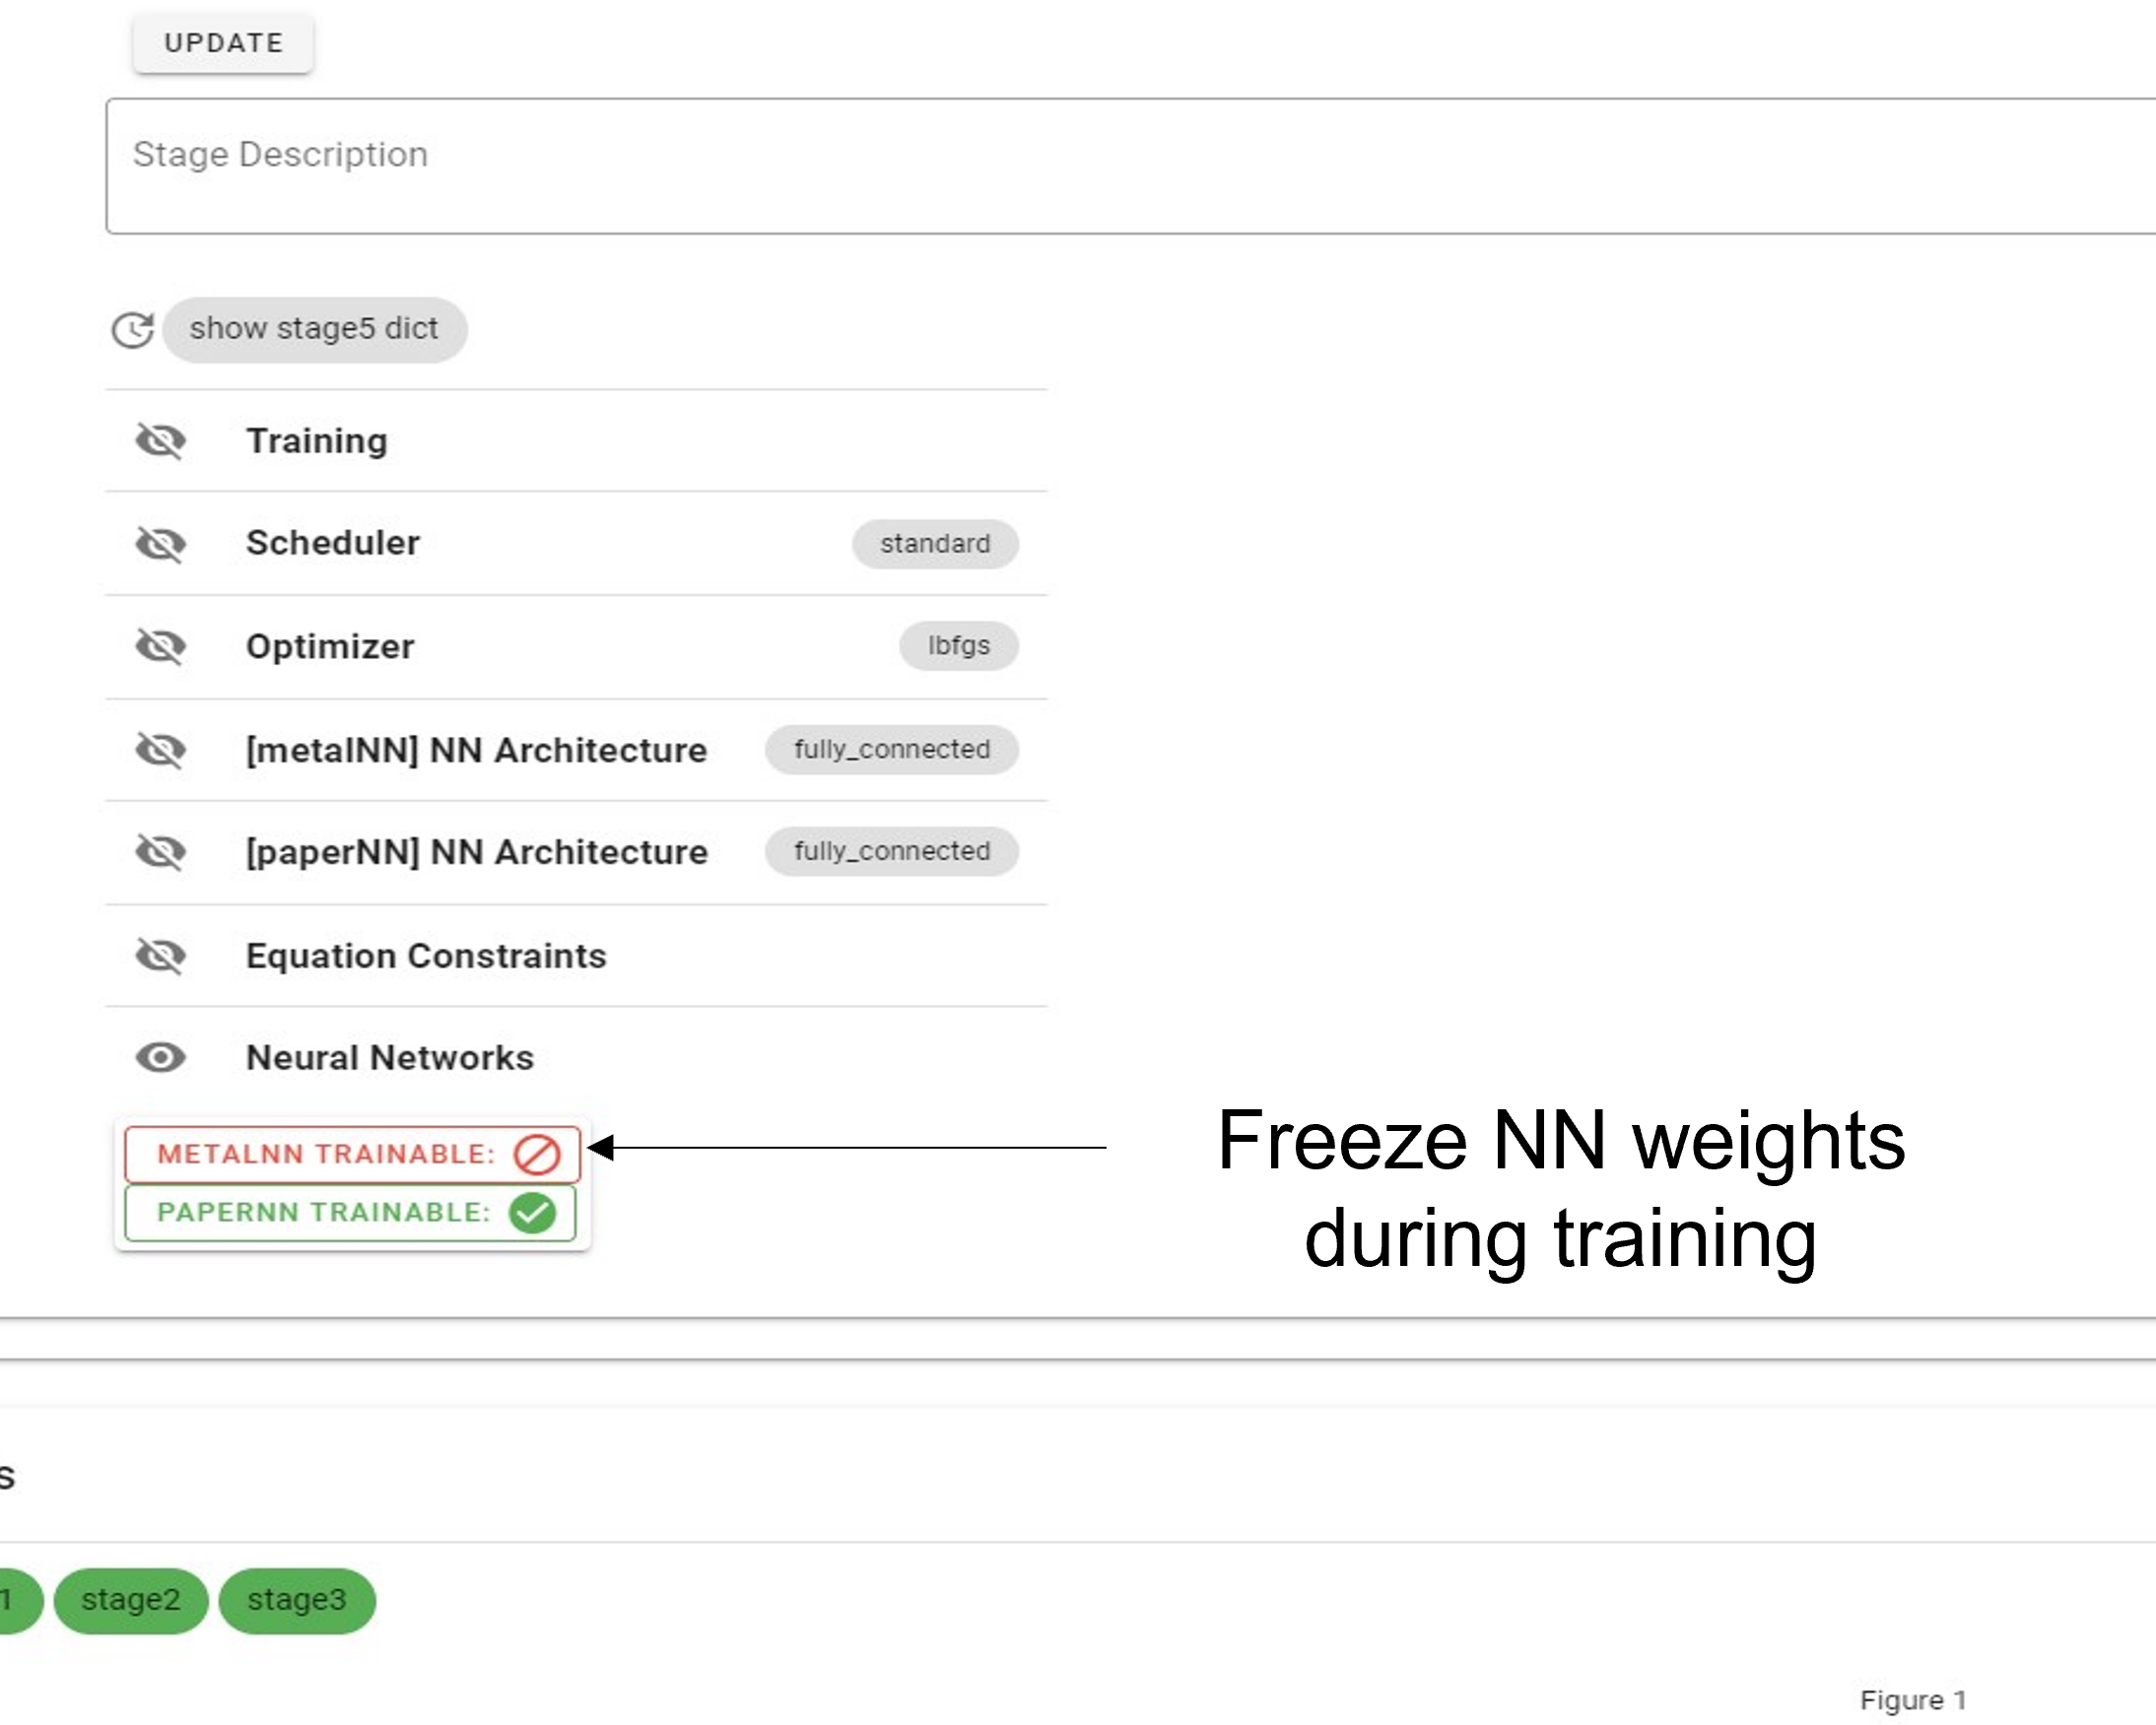 UPDATE
Stage Description
show stage5 dict
Training
Scheduler standard
Optimizer lbfgs
[metalNN] NN Architecture fully_connected
[paperNN] NN Architecture fully_connected
Equation Constraints
Neural Networks
METALNN TRAINABLE:
PAPERNN TRAINABLE:
Freeze NN weights
during training
s
1 stage2 stage3
Figure 1